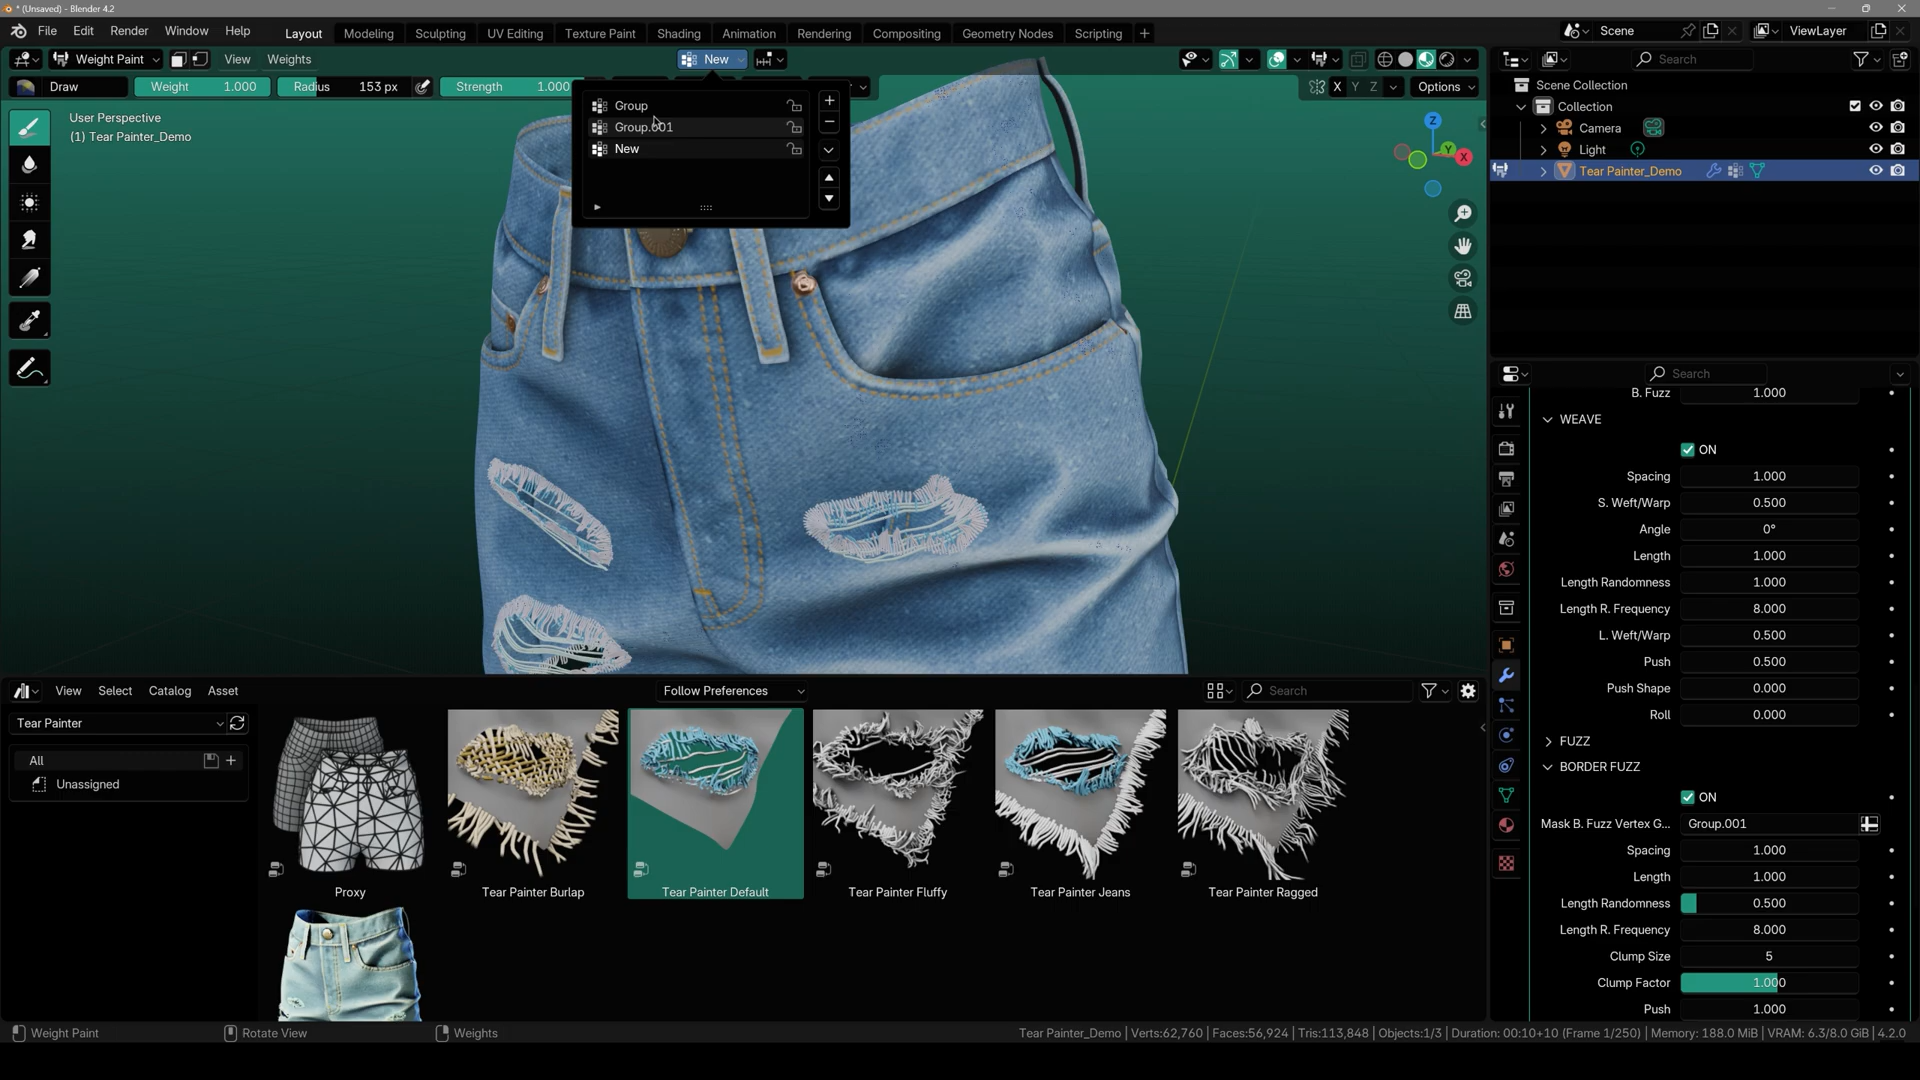 * (Unsaved) - Blender 4.2
File Edit Render Window Help
Layout Modeling Sculpting UV Editing Texture Paint Shading Animation Rendering Compositing Geometry Nodes Scripting +
Scene
ViewLayer
Weight Paint View Weights
New
Search
Draw Weight 1.000 Radius 153 px Strength 1.000
X Y Z Options
User Perspective
(1) Tear Painter_Demo
Group
Group.001
New
Z
Y
X
Scene Collection
Collection
Camera
Light
Tear Painter_Demo
Search
B. Fuzz 1.000
WEAVE
ON
Spacing 1.000
S. Weft/Warp 0.500
Angle 0°
Length 1.000
Length Randomness 1.000
Length R. Frequency 8.000
L. Weft/Warp 0.500
Push 0.500
Push Shape 0.000
Roll 0.000
FUZZ
BORDER FUZZ
ON
Mask B. Fuzz Vertex G... Group.001
Spacing 1.000
Length 1.000
Length Randomness 0.500
Length R. Frequency 8.000
Clump Size 5
Clump Factor 1.000
Push 1.000
View Select Catalog Asset
Follow Preferences
Search
Tear Painter
All
Unassigned
Proxy
Tear Painter Burlap
Tear Painter Default
Tear Painter Fluffy
Tear Painter Jeans
Tear Painter Ragged
Weight Paint
Rotate View
Weights
Tear Painter_Demo | Verts:62,760 | Faces:56,924 | Tris:113,848 | Objects:1/3 | Duration: 00:10+10 (Frame 1/250) | Memory: 188.0 MiB | VRAM: 6.3/8.0 GiB | 4.2.0